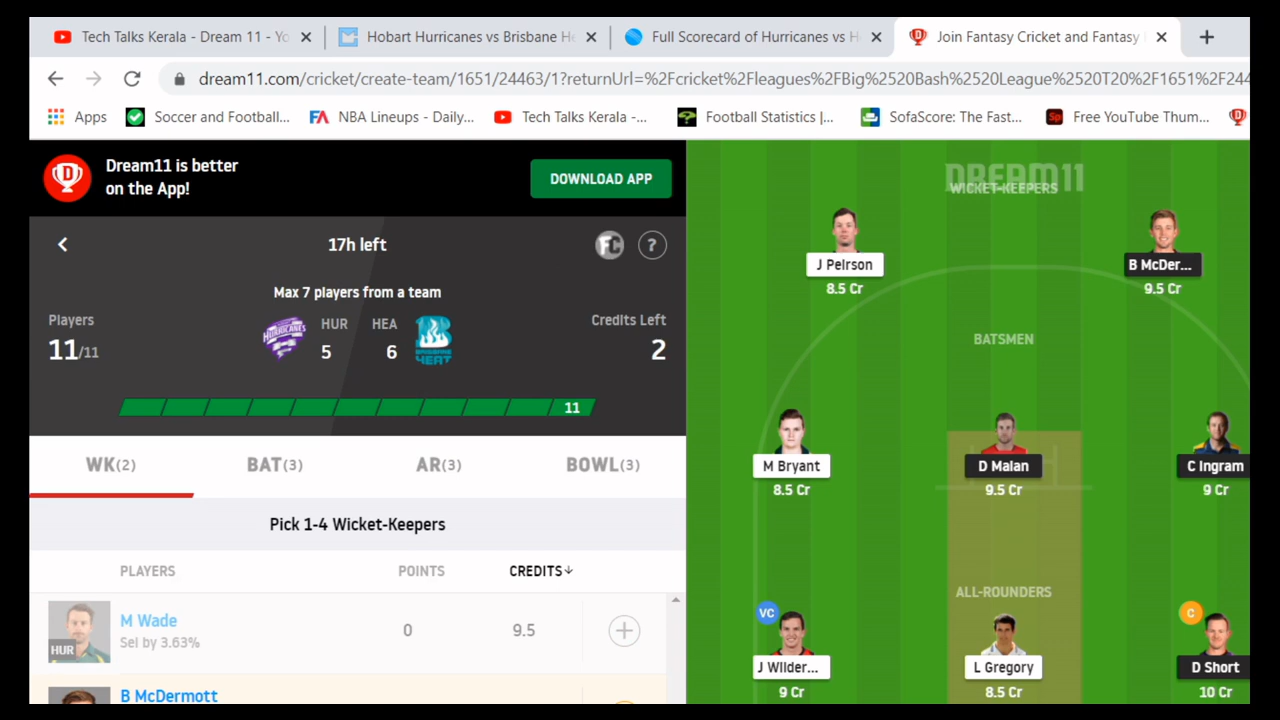 Tech Talks Kerala - Dream 11 - Yo
Hobart Hurricanes vs Brisbane He
Full Scorecard of Hurricanes vs H
Join Fantasy Cricket and Fantasy
dream11.com/cricket/create-team/1651/24463/1?returnUrl=%2Fcricket%2Fleagues%2FBig%2520Bash%2520League%2520T20%2F1651%2F244
Apps
Soccer and Football...
FA NBA Lineups - Daily...
Tech Talks Kerala -...
Football Statistics |...
SofaScore: The Fast...
Sp Free YouTube Thum...
Dream11 is better
on the App!
DOWNLOAD APP
17h left
FC ?
Max 7 players from a team
Players
11/11
HURRICANES
HUR
5
HEA
6
BRISBANE
HEAT
Credits Left
2
11
WK(2)
BAT(3)
AR(3)
BOWL(3)
Pick 1-4 Wicket-Keepers
PLAYERS
POINTS
CREDITS↓
M Wade
Sel by 3.63%
HUR
0
9.5
B McDermott
DREAM11
WICKET-KEEPERS
J Peirson
8.5 Cr
B McDer...
9.5 Cr
BATSMEN
M Bryant
8.5 Cr
D Malan
9.5 Cr
C Ingram
9 Cr
ALL-ROUNDERS
VC
J Wilder...
9 Cr
L Gregory
8.5 Cr
C
D Short
10 Cr